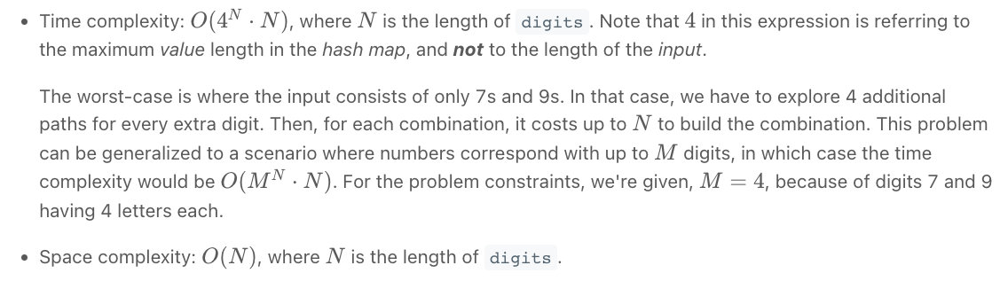 • Time complexity: O(4^N · N), where N is the length of digits. Note that 4 in this expression is referring to
the maximum value length in the hash map, and not to the length of the input.
The worst-case is where the input consists of only 7s and 9s. In that case, we have to explore 4 additional
paths for every extra digit. Then, for each combination, it costs up to N to build the combination. This problem
can be generalized to a scenario where numbers correspond with up to M digits, in which case the time
complexity would be O(M^N · N). For the problem constraints, we're given, M = 4, because of digits 7 and 9
having 4 letters each.
• Space complexity: O(N), where N is the length of digits.